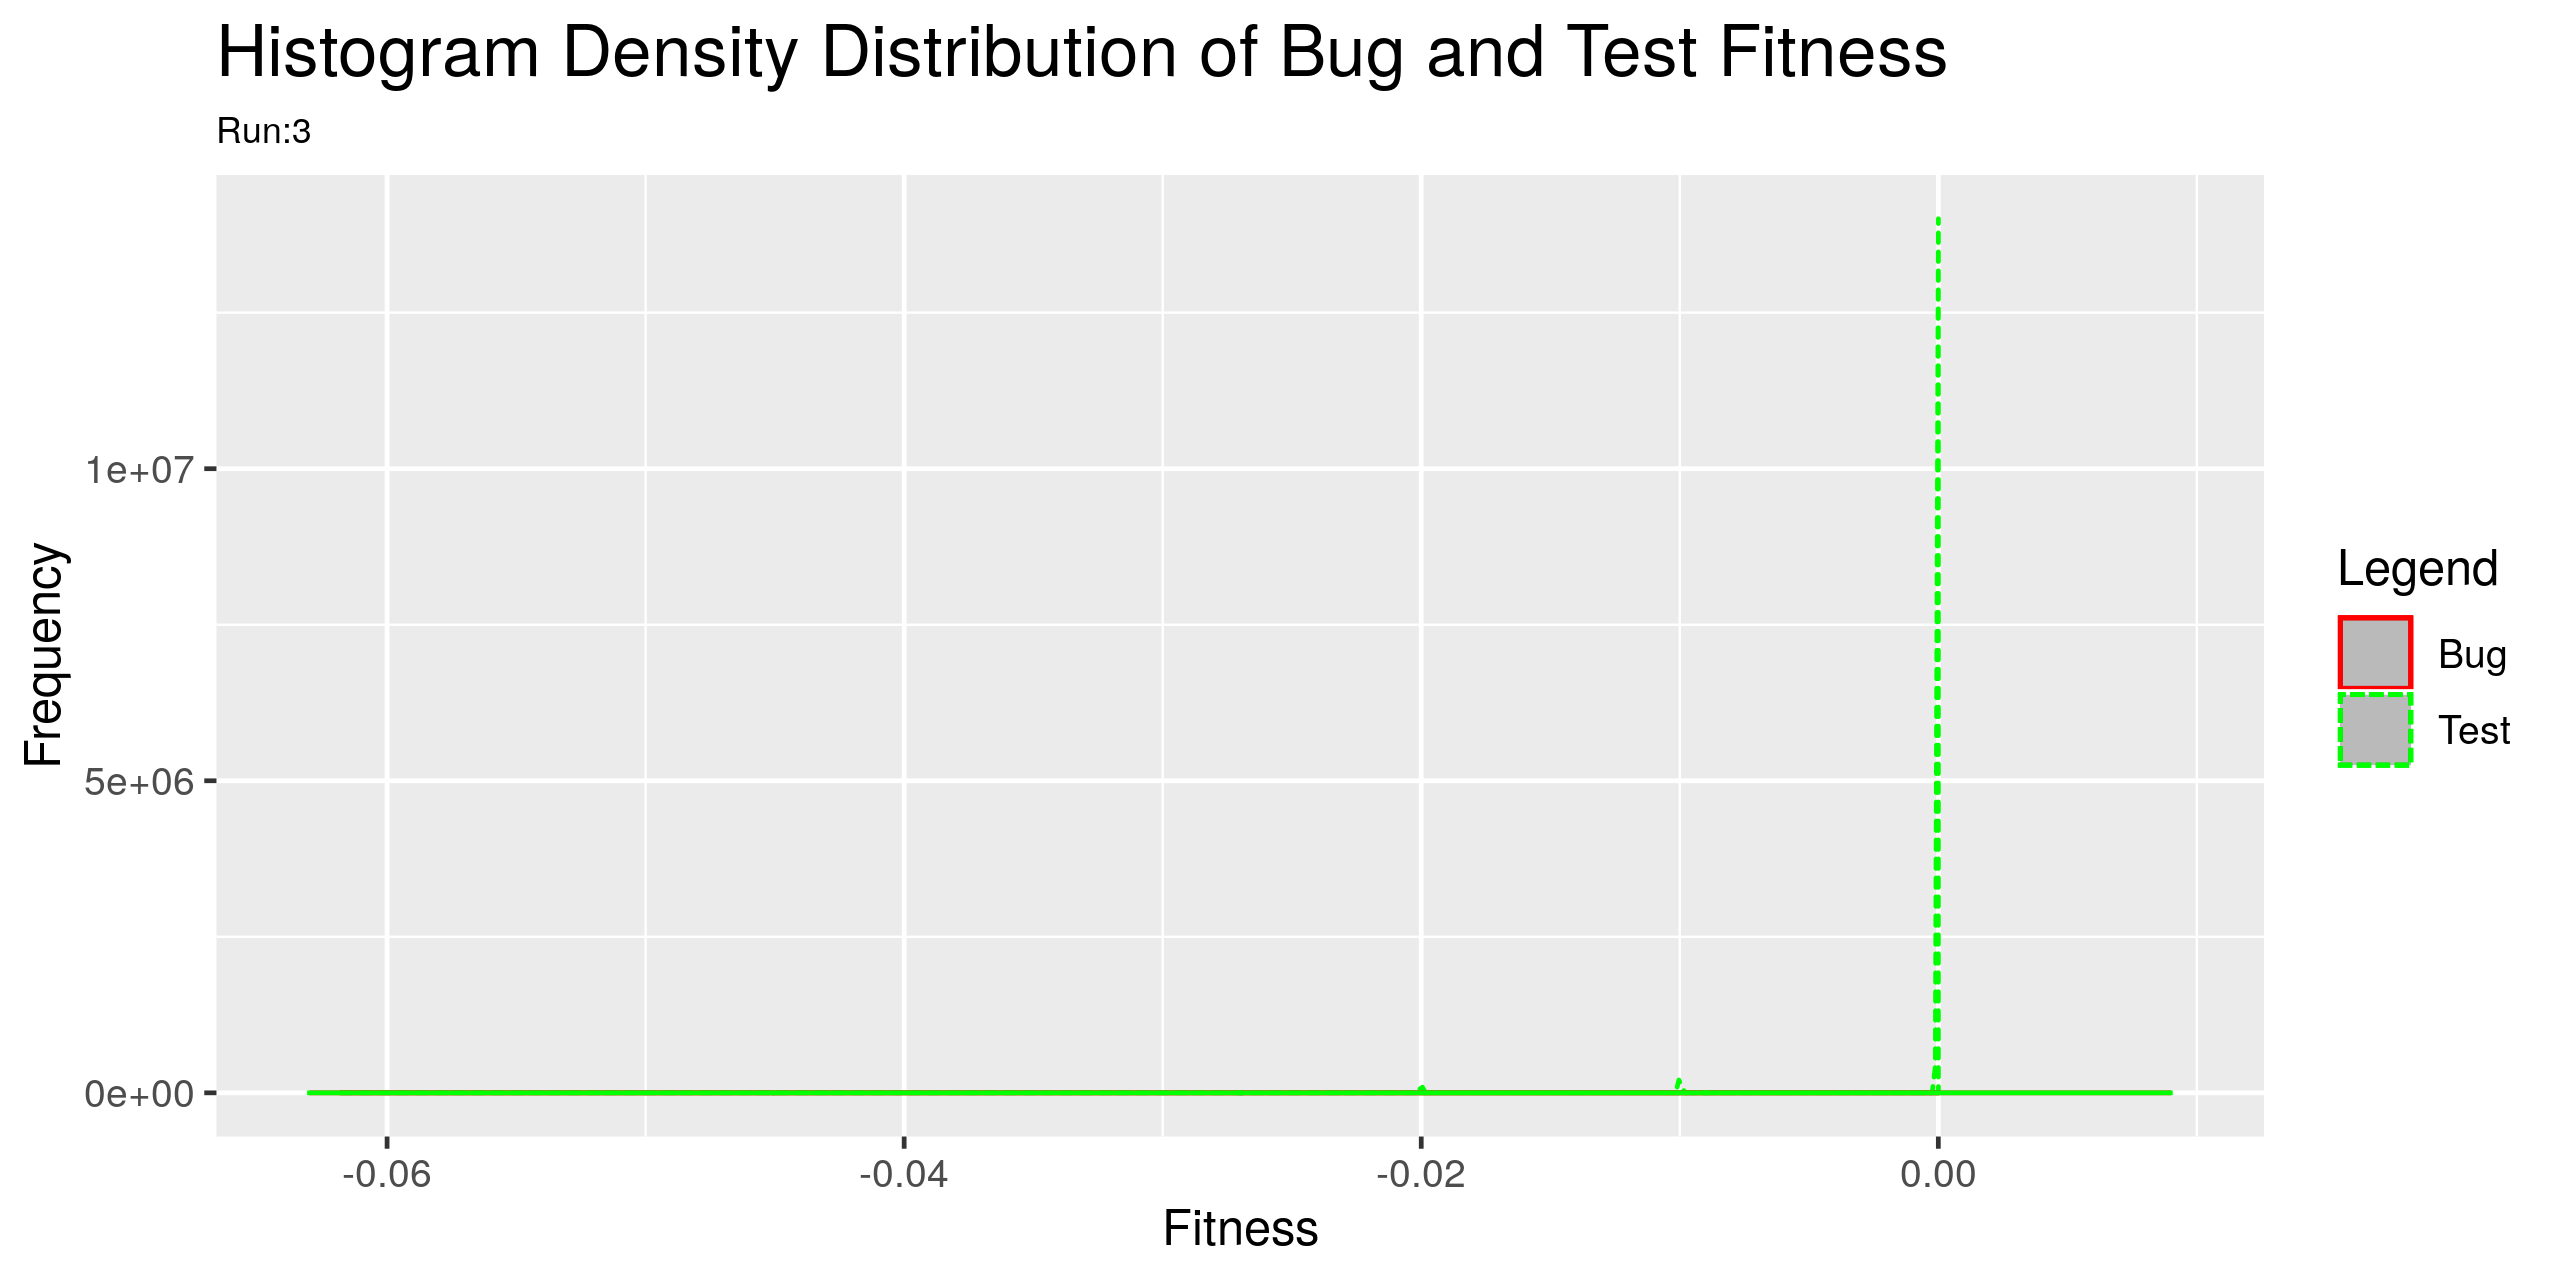 Histogram Density Distribution of Bug and Test Fitness
Run:3
Frequency
1e+07
5e+06
0e+00
-0.06
-0.04
-0.02
0.00
Fitness
Legend
Bug
Test